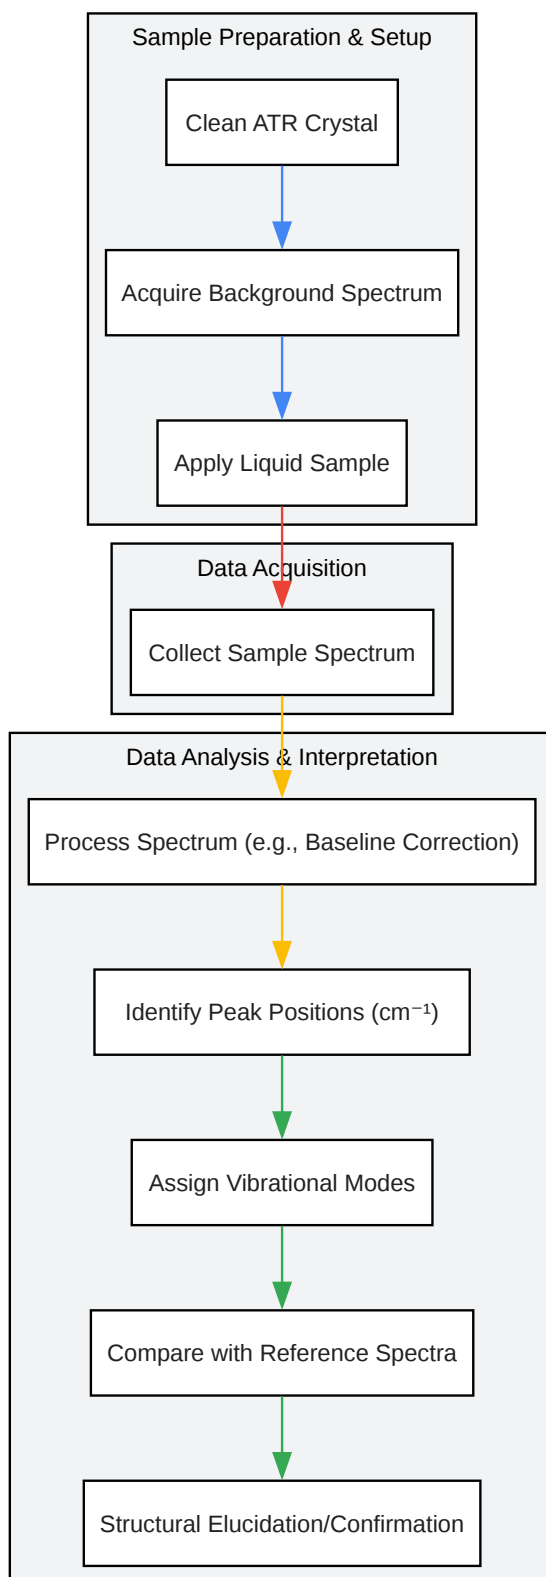 Sample Preparation & Setup
Clean ATR Crystal
Acquire Background Spectrum
Apply Liquid Sample
Data Acquisition
Collect Sample Spectrum
Data Analysis & Interpretation
Process Spectrum (e.g., Baseline Correction)
Identify Peak Positions (cm⁻¹)
Assign Vibrational Modes
Compare with Reference Spectra
Structural Elucidation/Confirmation